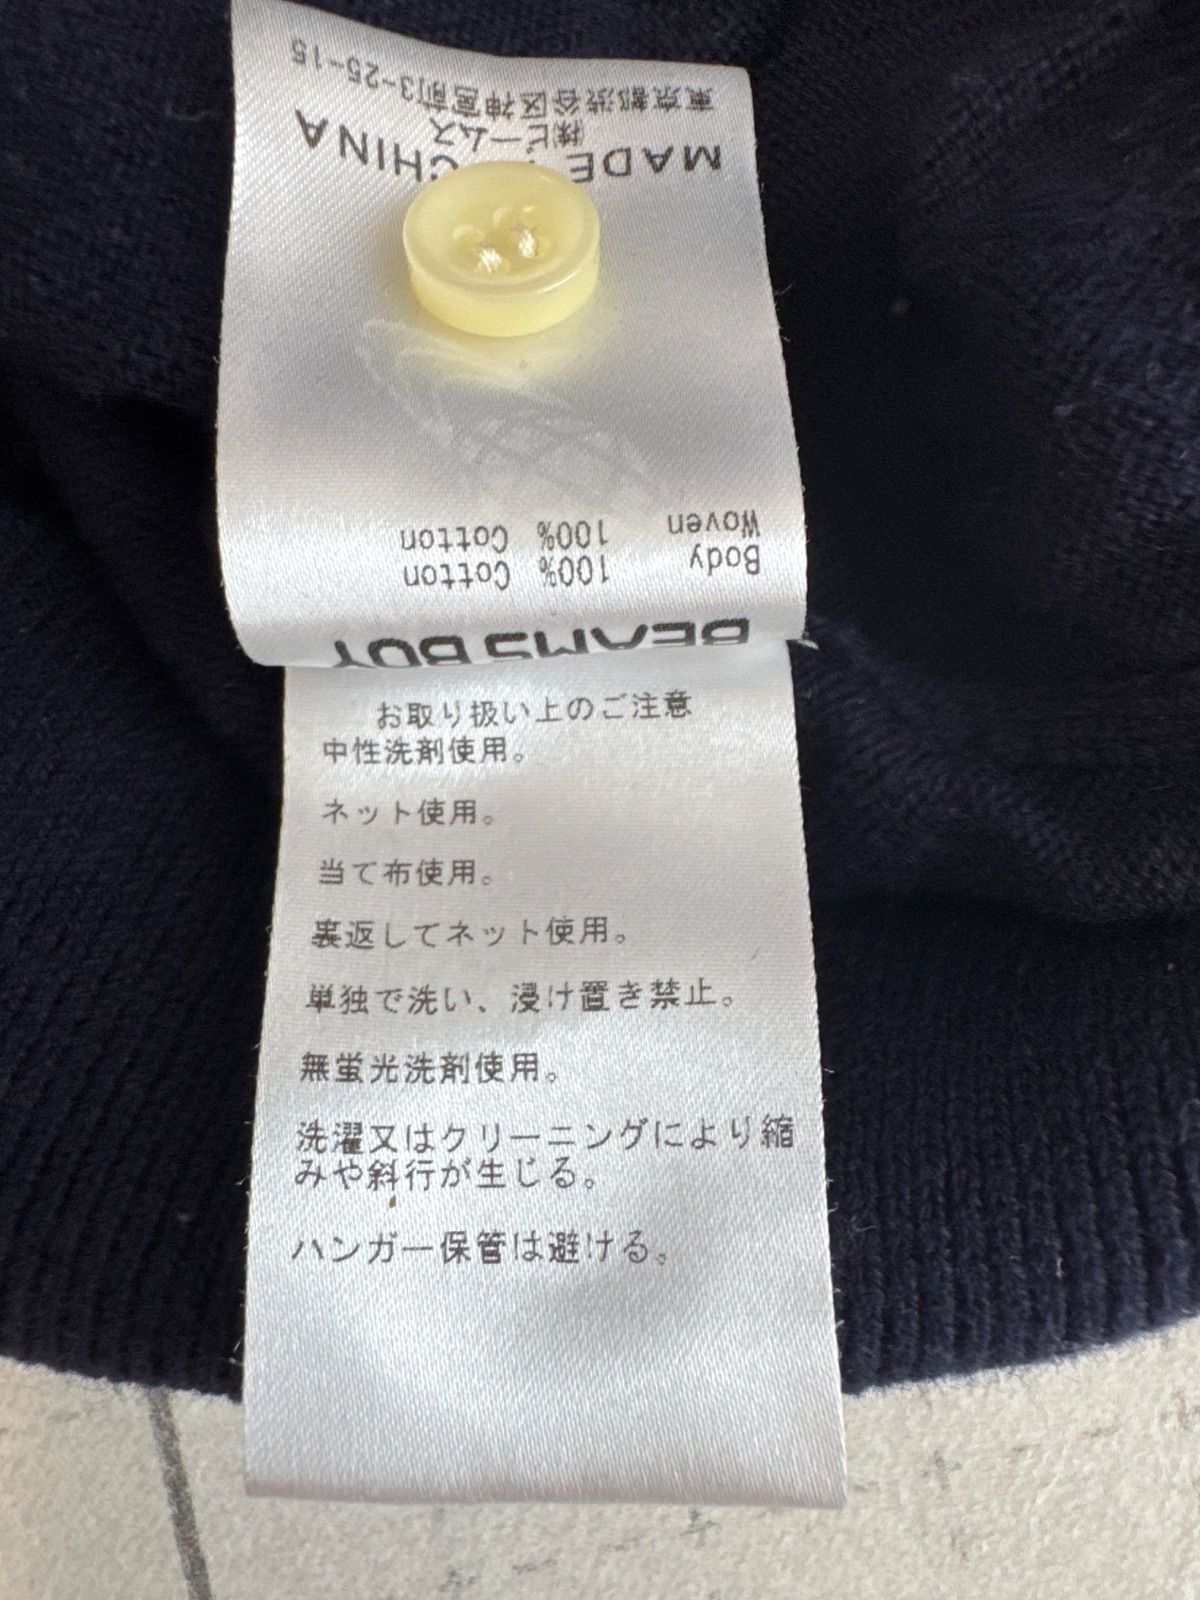 BEAMS BOY
Body 100% Cotton
Woven 100% Cotton
MADE CHINA
㈱ビームス
東京都渋谷区神宮前3-25-15
お取り扱い上のご注意
中性洗剤使用。
ネット使用。
当て布使用。
裏返してネット使用。
単独で洗い、浸け置き禁止。
無蛍光洗剤使用。
洗濯又はクリーニングにより縮
みや斜行が生じる。
ハンガー保管は避ける。